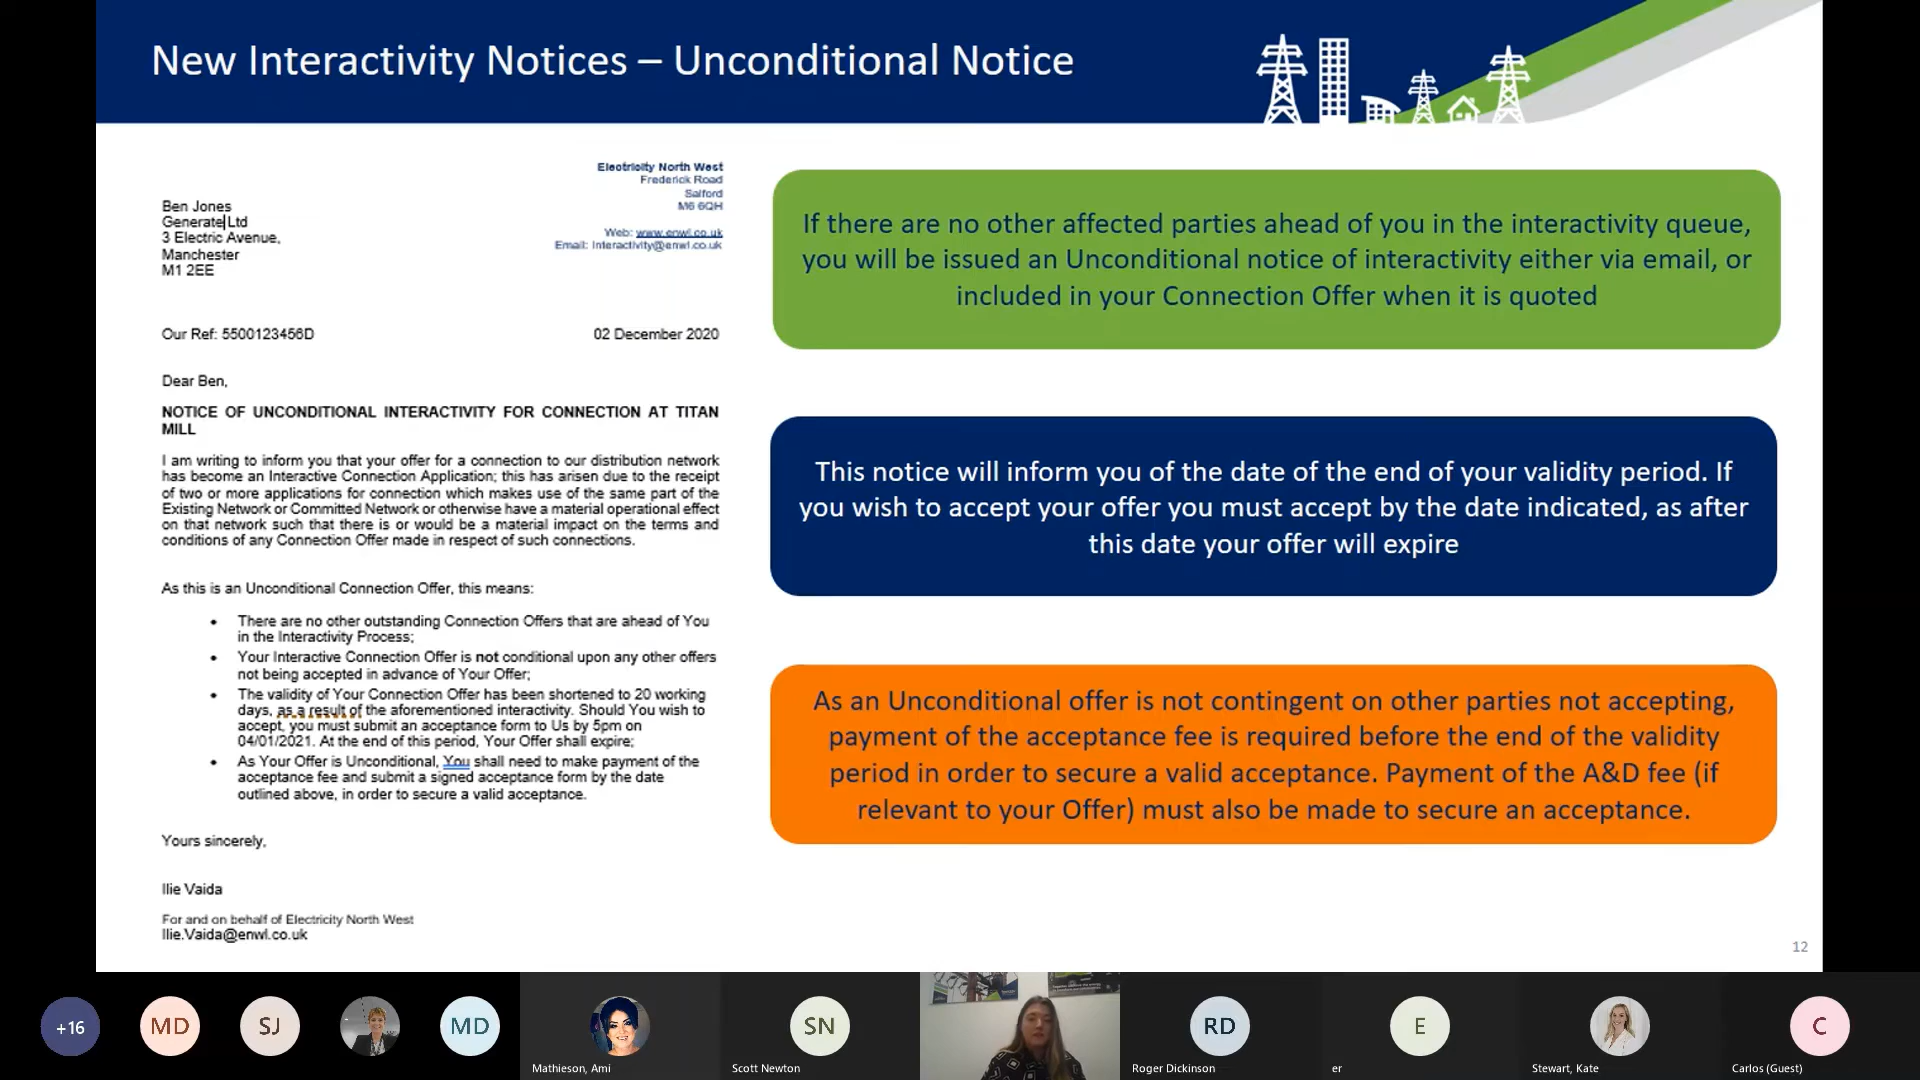 New Interactivity Notices – Unconditional Notice
Electricity North West
Frederick Road
Salford
M6 6QH
Web: www.enwl.co.uk
Email: Interactivity@enwl.co.uk
Ben Jones
Generate Ltd
3 Electric Avenue,
Manchester
M1 2EE
Our Ref: 5500123456D
02 December 2020
Dear Ben,
NOTICE OF UNCONDITIONAL INTERACTIVITY FOR CONNECTION AT TITAN
MILL
I am writing to inform you that your offer for a connection to our distribution network
has become an Interactive Connection Application; this has arisen due to the receipt
of two or more applications for connection which makes use of the same part of the
Existing Network or Committed Network or otherwise have a material operational effect
on that network such that there is or would be a material impact on the terms and
conditions of any Connection Offer made in respect of such connections.
As this is an Unconditional Connection Offer, this means:
• There are no other outstanding Connection Offers that are ahead of You
in the Interactivity Process;
• Your Interactive Connection Offer is not conditional upon any other offers
not being accepted in advance of Your Offer;
• The validity of Your Connection Offer has been shortened to 20 working
days, as a result of the aforementioned interactivity. Should You wish to
accept, you must submit an acceptance form to Us by 5pm on
04/01/2021. At the end of this period, Your Offer shall expire;
• As Your Offer is Unconditional, You shall need to make payment of the
acceptance fee and submit a signed acceptance form by the date
outlined above, in order to secure a valid acceptance.
Yours sincerely,
Ilie Vaida
For and on behalf of Electricity North West
Ilie.Vaida@enwl.co.uk
If there are no other affected parties ahead of you in the interactivity queue,
you will be issued an Unconditional notice of interactivity either via email, or
included in your Connection Offer when it is quoted
This notice will inform you of the date of the end of your validity period. If
you wish to accept your offer you must accept by the date indicated, as after
this date your offer will expire
As an Unconditional offer is not contingent on other parties not accepting,
payment of the acceptance fee is required before the end of the validity
period in order to secure a valid acceptance. Payment of the A&D fee (if
relevant to your Offer) must also be made to secure an acceptance.
12
+16
MD
SJ
MD
Mathieson, Ami
SN
Scott Newton
RD
Roger Dickinson
E
er
Stewart, Kate
C
Carlos (Guest)